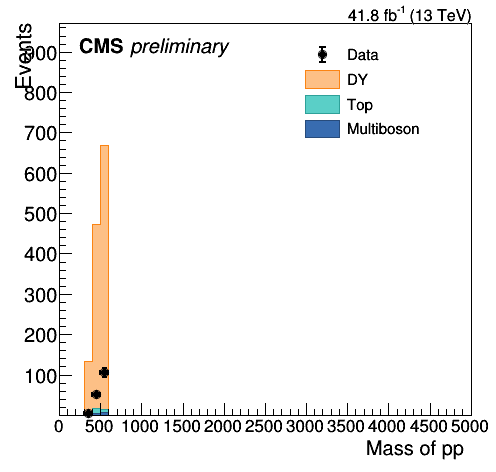 41.8 fb⁻¹ (13 TeV)
Events
CMS preliminary
Data
DY
Top
Multiboson
900
800
700
600
500
400
300
200
100
0 500 1000 1500 2000 2500 3000 3500 4000 4500 5000
Mass of pp